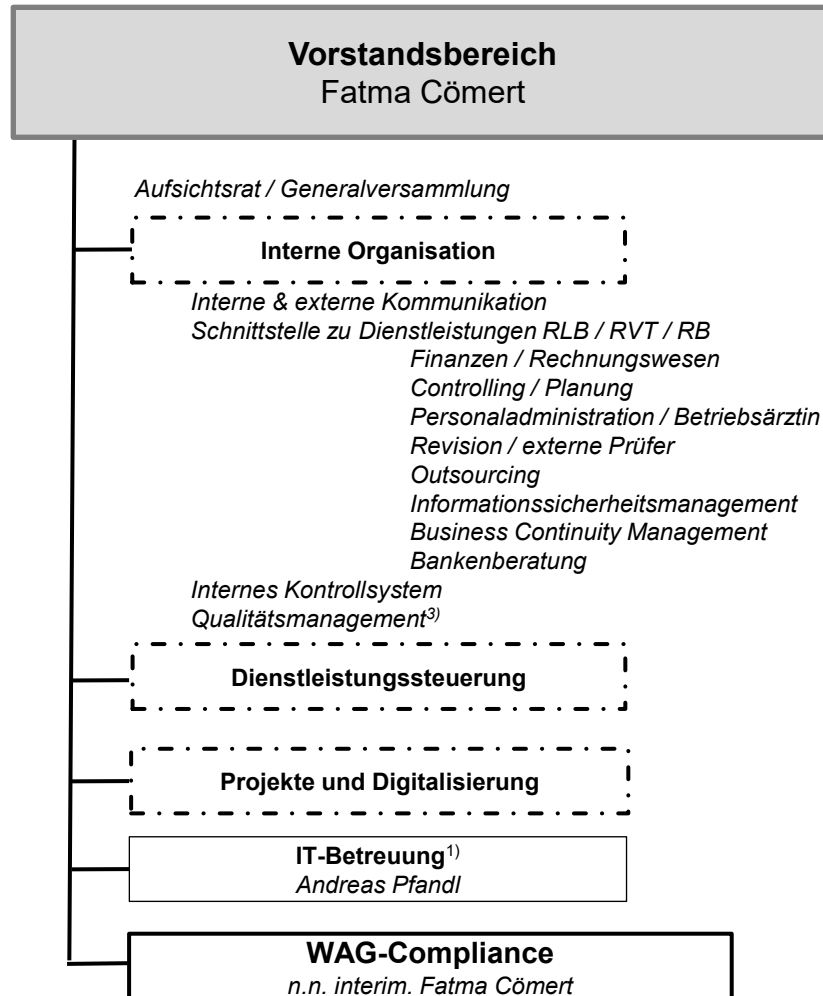 Vorstandsbereich
Fatma Cömert
Aufsichtsrat / Generalversammlung
Interne Organisation
Interne & externe Kommunikation
Schnittstelle zu Dienstleistungen RLB / RVT / RB
Finanzen / Rechnungswesen
Controlling / Planung
Personaladministration / Betriebsärztin
Revision / externe Prüfer
Outsourcing
Informationssicherheitsmanagement
Business Continuity Management
Bankenberatung
Internes Kontrollsystem
Qualitätsmanagement³⁾
Dienstleistungssteuerung
Projekte und Digitalisierung
IT-Betreuung¹⁾
Andreas Pfandl
WAG-Compliance
n.n. interim. Fatma Cömert